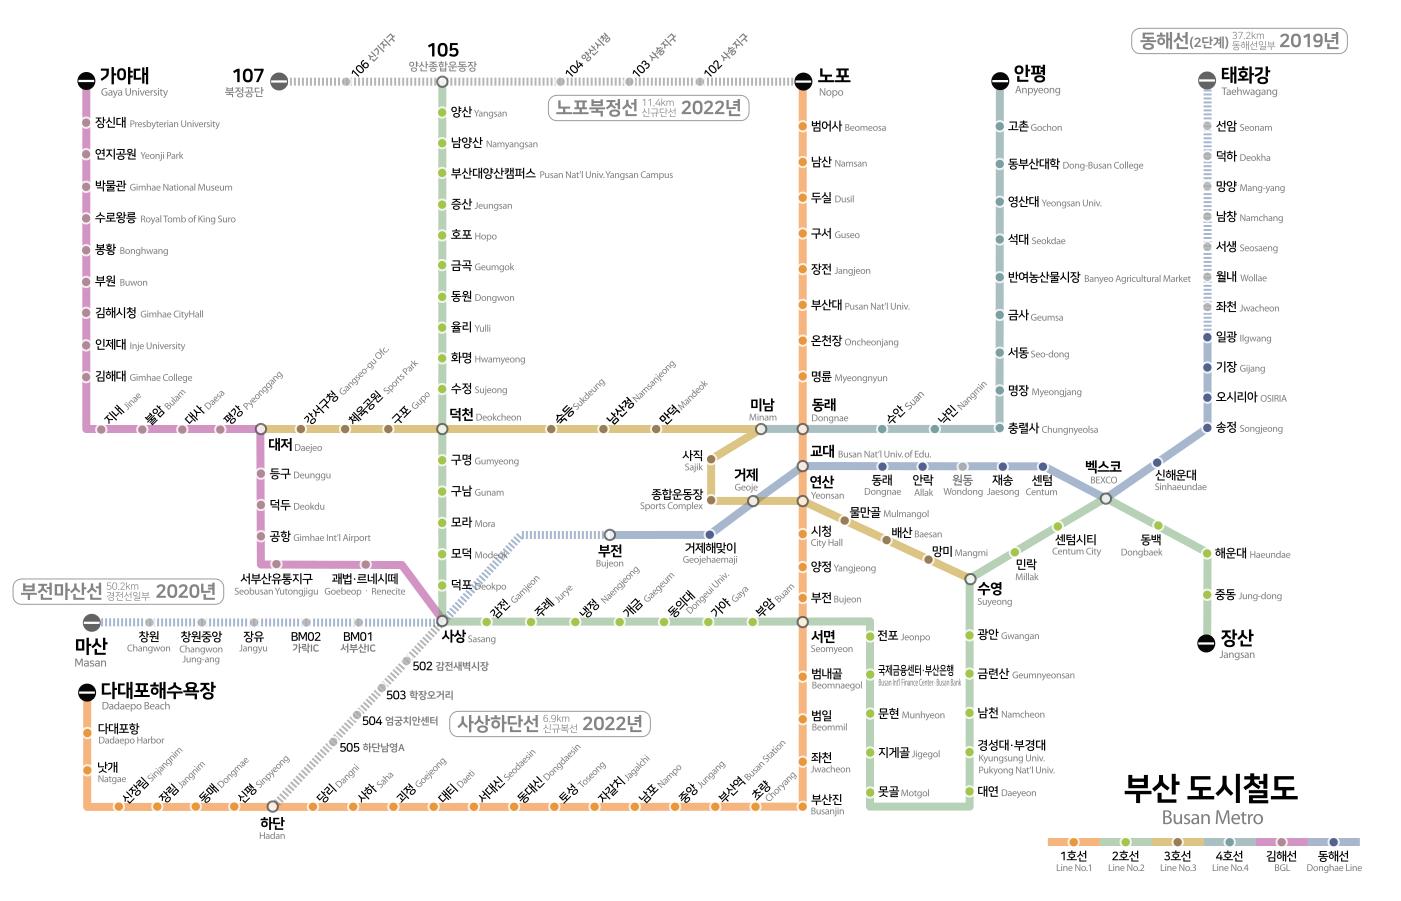 동해선(2단계) 37.2km 동해선일부 2019년
가야대
Gaya University
장신대 Presbyterian University
연지공원 Yeonji Park
박물관 Gimhae National Museum
수로왕릉 Royal Tomb of King Suro
봉황 Bonghwang
부원 Buwon
김해시청 Gimhae CityHall
인제대 Inje University
김해대 Gimhae College
지내 Jinae
불암 Bulam
대사 Daesa
평강 Pyeonggang
대저 Daejeo
등구 Deunggu
덕두 Deokdu
공항 Gimhae Int'l Airport
서부산유통지구
Seobusan Yutongjigu
괘법·르네시떼
Goebeop · Renecite
107
북정공단
106 신기지구
105
양산종합운동장
104 양산시청
103 사송지구
102 사송지구
노포북정선 11.4km 신규단선 2022년
양산 Yangsan
남양산 Namyangsan
부산대양산캠퍼스 Pusan Nat'l Univ.Yangsan Campus
증산 Jeungsan
호포 Hopo
금곡 Geumgok
동원 Dongwon
율리 Yulli
화명 Hwamyeong
수정 Sujeong
덕천 Deokcheon
구명 Gumyeong
구남 Gunam
모라 Mora
모덕 Modeok
덕포 Deokpo
사상 Sasang
강서구청 Gangseo-gu Ofc.
체육공원 Sports Park
구포 Gupo
숙등 Sukdeung
남산정 Namsanjeong
만덕 Mandeok
미남
Minam
사직
Sajik
종합운동장
Sports Complex
거제
Geoje
노포
Nopo
범어사 Beomeosa
남산 Namsan
두실 Dusil
구서 Guseo
장전 Jangjeon
부산대 Pusan Nat'l Univ.
온천장 Oncheonjang
명륜 Myeongnyun
동래
Dongnae
교대 Busan Nat'l Univ. of Edu.
연산
Yeonsan
시청
City Hall
양정 Yangjeong
부전 Bujeon
서면
Seomyeon
범내골
Beomnaegol
범일
Beommil
좌천
Jwacheon
부산진
Busanjin
안평
Anpyeong
고촌 Gochon
동부산대학 Dong-Busan College
영산대 Yeongsan Univ.
석대 Seokdae
반여농산물시장 Banyeo Agricultural Market
금사 Geumsa
서동 Seo-dong
명장 Myeongjang
충렬사 Chungnyeolsa
수안 Suan
낙민 Nangmin
태화강
Taehwagang
선암 Seonam
덕하 Deokha
망양 Mang-yang
남창 Namchang
서생 Seosaeng
월내 Wollae
좌천 Jwacheon
일광 Ilgwang
기장 Gijang
오시리아 OSIRIA
송정 Songjeong
신해운대
Sinhaeundae
벡스코
BEXCO
동래
Dongnae
안락
Allak
원동
Wondong
재송
Jaesong
센텀
Centum
거제해맞이
Geojehaemaji
부전
Bujeon
물만골 Mulmangol
배산 Baesan
망미 Mangmi
수영
Suyeong
민락
Millak
센텀시티
Centum City
동백
Dongbaek
해운대 Haeundae
중동 Jung-dong
장산
Jangsan
광안 Gwangan
금련산 Geumnyeonsan
남천 Namcheon
경성대·부경대
Kyungsung Univ.
Pukyong Nat'l Univ.
대연 Daeyeon
못골 Motgol
지게골 Jigegol
문현 Munhyeon
국제금융센터·부산은행
Busan Int'l Finance Center · Busan Bank
전포 Jeonpo
감전 Gamjeon
주례 Jurye
냉정 Naengjeong
개금 Gaegeum
동의대 Dongeui Univ.
가야 Gaya
부암 Buam
부전마산선 50.2km 경전선일부 2020년
마산
Masan
창원
Changwon
창원중앙
Changwon
Jung-ang
장유
Jangyu
BM02
가락IC
BM01
서부산IC
502 감전새벽시장
503 학장오거리
504 엄궁치안센터
505 하단남영A
사상하단선 6.9km 신규복선 2022년
다대포해수욕장
Dadaepo Beach
다대포항
Dadaepo Harbor
낫개
Natgae
신장림 Sinjangnim
장림 Jangnim
동매 Dongmae
신평 Sinpyeong
하단
Hadan
당리 Dangni
사하 Saha
괴정 Goejeong
대티 Daeti
서대신 Seodaesin
동대신 Dongdaesin
토성 Toseong
자갈치 Jagalchi
남포 Nampo
중앙 Jungang
부산역 Busan Station
초량 Choryang
부산 도시철도
Busan Metro
1호선 2호선 3호선 4호선 김해선 동해선
Line No.1 Line No.2 Line No.3 Line No.4 BGL Donghae Line